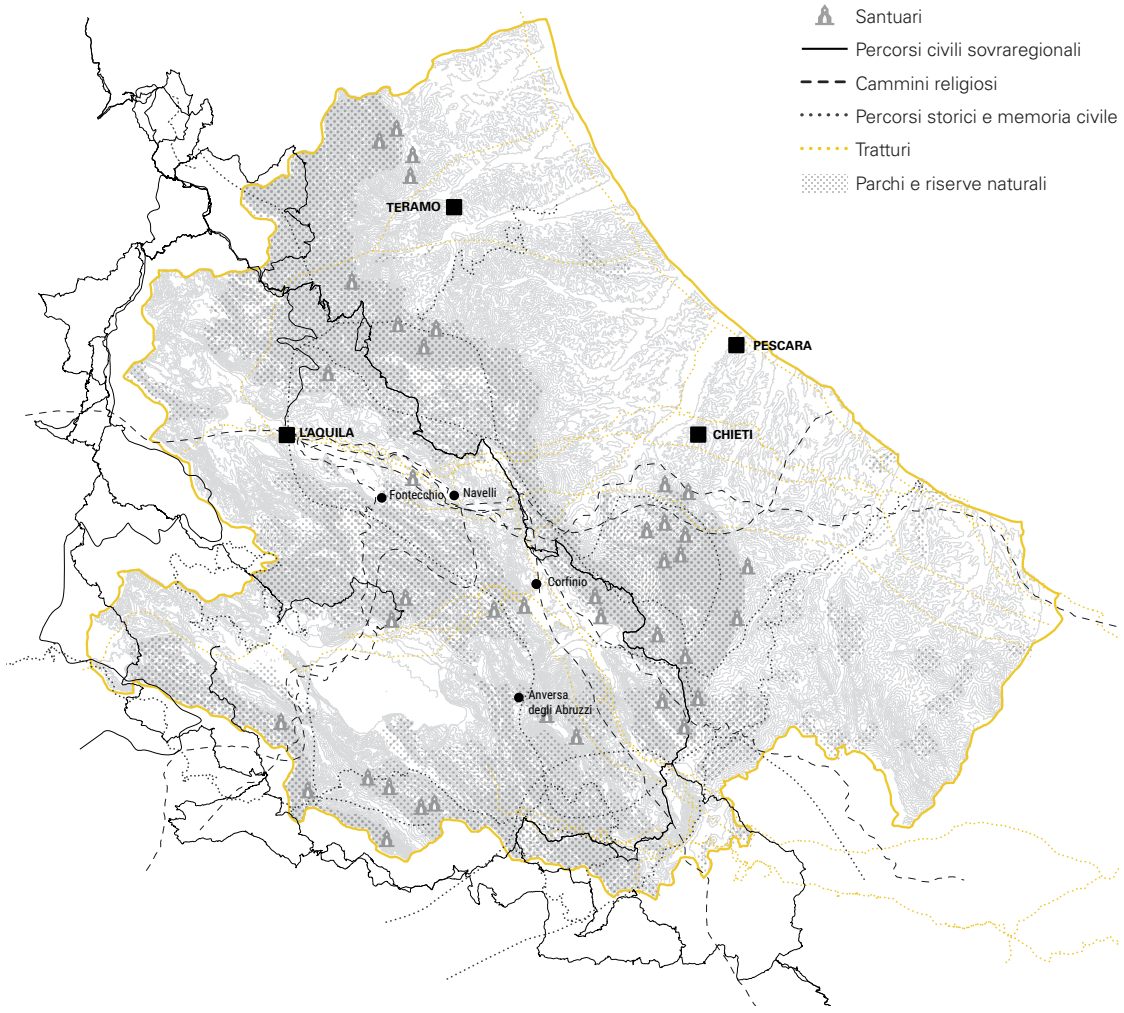 Santuari
Percorsi civili sovraregionali
Cammini religiosi
Percorsi storici e memoria civile
Tratturi
Parchi e riserve naturali
TERAMO
PESCARA
L'AQUILA
CHIETI
Fontecchio
Navelli
Corfinio
Anversa
degli Abruzzi